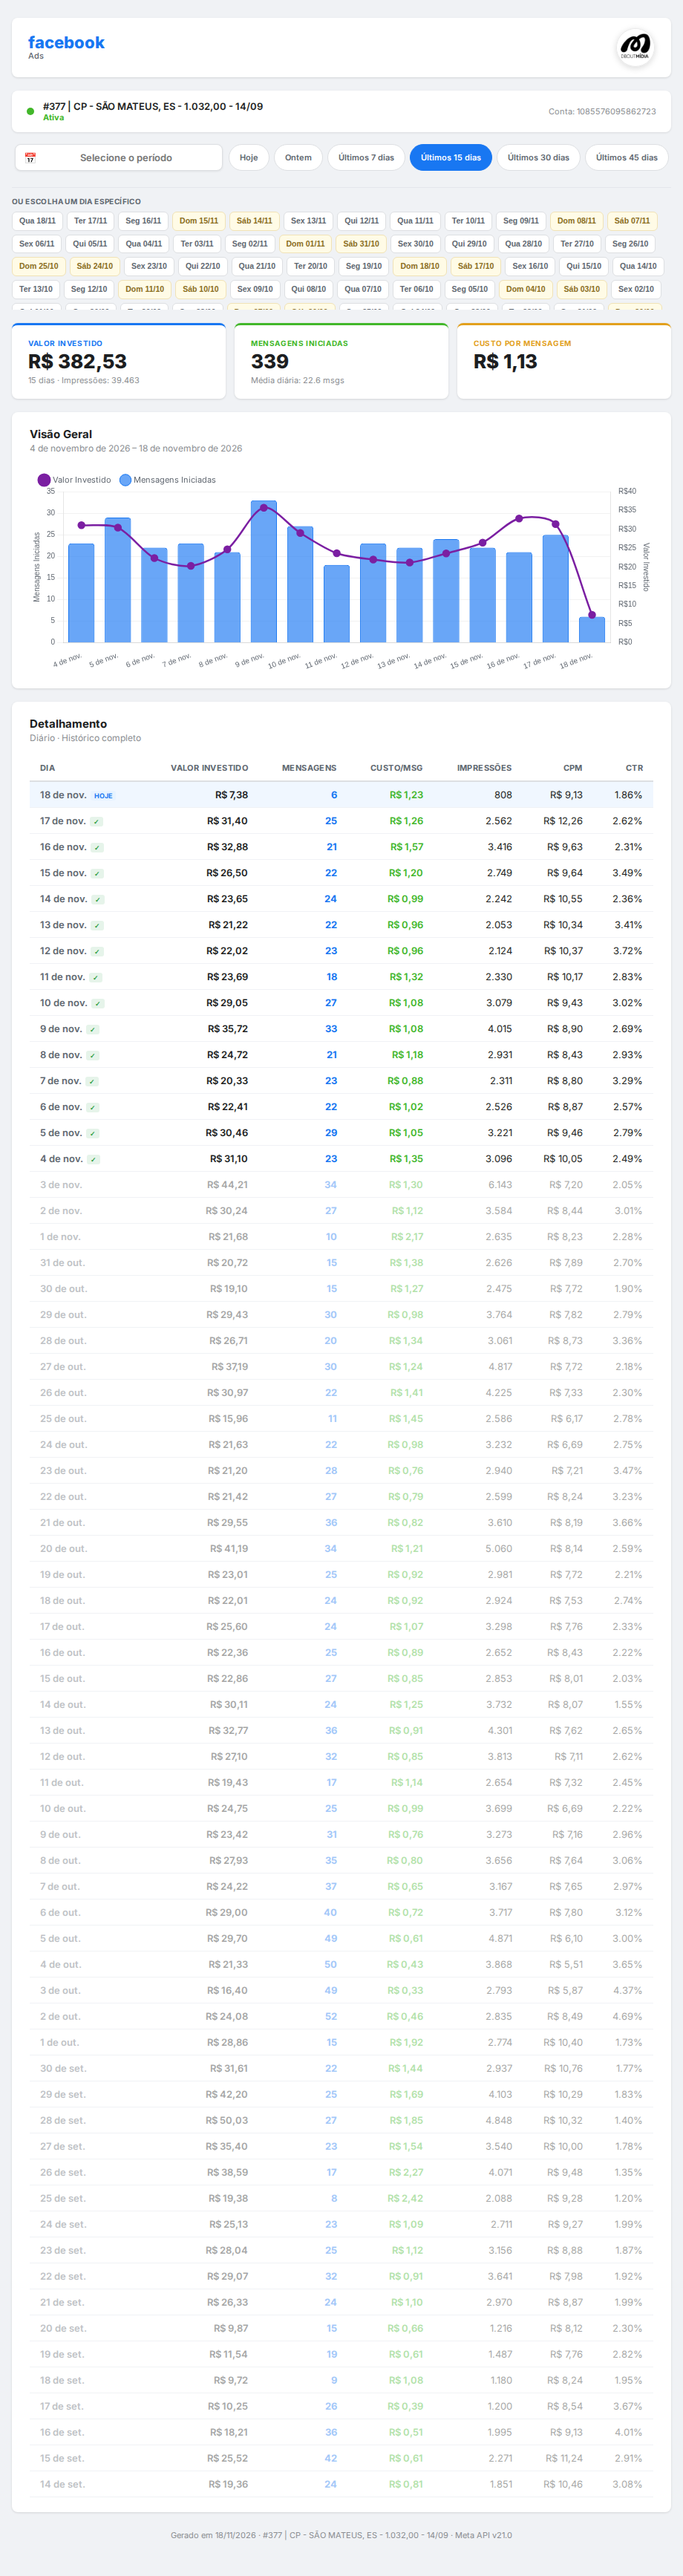 facebook
Ads
ABOUTMÍDIA
#377 | CP - SÃO MATEUS, ES - 1.032,00 - 14/09
Ativa
Conta: 1085576095862723
Selecione o período
Hoje
Ontem
Últimos 7 dias
Últimos 15 dias
Últimos 30 dias
Últimos 45 dias
OU ESCOLHA UM DIA ESPECÍFICO
Qua 18/11 Ter 17/11 Seg 16/11 Dom 15/11 Sáb 14/11 Sex 13/11 Qui 12/11 Qua 11/11 Ter 10/11 Seg 09/11 Dom 08/11 Sáb 07/11
Sex 06/11 Qui 05/11 Qua 04/11 Ter 03/11 Seg 02/11 Dom 01/11 Sáb 31/10 Sex 30/10 Qui 29/10 Qua 28/10 Ter 27/10 Seg 26/10
Dom 25/10 Sáb 24/10 Sex 23/10 Qui 22/10 Qua 21/10 Ter 20/10 Seg 19/10 Dom 18/10 Sáb 17/10 Sex 16/10 Qui 15/10 Qua 14/10
Ter 13/10 Seg 12/10 Dom 11/10 Sáb 10/10 Sex 09/10 Qui 08/10 Qua 07/10 Ter 06/10 Seg 05/10 Dom 04/10 Sáb 03/10 Sex 02/10
VALOR INVESTIDO
R$ 382,53
15 dias · Impressões: 39.463
MENSAGENS INICIADAS
339
Média diária: 22.6 msgs
CUSTO POR MENSAGEM
R$ 1,13
Visão Geral
4 de novembro de 2026 – 18 de novembro de 2026
Valor Investido Mensagens Iniciadas
Mensagens Iniciadas
35
30
25
20
15
10
5
0
R$40
R$35
R$30
R$25
R$20
R$15
R$10
R$5
R$0
Valor Investido
4 de nov. 5 de nov. 6 de nov. 7 de nov. 8 de nov. 9 de nov. 10 de nov. 11 de nov. 12 de nov. 13 de nov. 14 de nov. 15 de nov. 16 de nov. 17 de nov. 18 de nov.
Detalhamento
Diário · Histórico completo
DIA VALOR INVESTIDO MENSAGENS CUSTO/MSG IMPRESSÕES CPM CTR
18 de nov. HOJE R$ 7,38 6 R$ 1,23 808 R$ 9,13 1.86%
17 de nov. ✓ R$ 31,40 25 R$ 1,26 2.562 R$ 12,26 2.62%
16 de nov. ✓ R$ 32,88 21 R$ 1,57 3.416 R$ 9,63 2.31%
15 de nov. ✓ R$ 26,50 22 R$ 1,20 2.749 R$ 9,64 3.49%
14 de nov. ✓ R$ 23,65 24 R$ 0,99 2.242 R$ 10,55 2.36%
13 de nov. ✓ R$ 21,22 22 R$ 0,96 2.053 R$ 10,34 3.41%
12 de nov. ✓ R$ 22,02 23 R$ 0,96 2.124 R$ 10,37 3.72%
11 de nov. ✓ R$ 23,69 18 R$ 1,32 2.330 R$ 10,17 2.83%
10 de nov. ✓ R$ 29,05 27 R$ 1,08 3.079 R$ 9,43 3.02%
9 de nov. ✓ R$ 35,72 33 R$ 1,08 4.015 R$ 8,90 2.69%
8 de nov. ✓ R$ 24,72 21 R$ 1,18 2.931 R$ 8,43 2.93%
7 de nov. ✓ R$ 20,33 23 R$ 0,88 2.311 R$ 8,80 3.29%
6 de nov. ✓ R$ 22,41 22 R$ 1,02 2.526 R$ 8,87 2.57%
5 de nov. ✓ R$ 30,46 29 R$ 1,05 3.221 R$ 9,46 2.79%
4 de nov. ✓ R$ 31,10 23 R$ 1,35 3.096 R$ 10,05 2.49%
3 de nov. R$ 44,21 34 R$ 1,30 6.143 R$ 7,20 2.05%
2 de nov. R$ 30,24 27 R$ 1,12 3.584 R$ 8,44 3.01%
1 de nov. R$ 21,68 10 R$ 2,17 2.635 R$ 8,23 2.28%
31 de out. R$ 20,72 15 R$ 1,38 2.626 R$ 7,89 2.70%
30 de out. R$ 19,10 15 R$ 1,27 2.475 R$ 7,72 1.90%
29 de out. R$ 29,43 30 R$ 0,98 3.764 R$ 7,82 2.79%
28 de out. R$ 26,71 20 R$ 1,34 3.061 R$ 8,73 3.36%
27 de out. R$ 37,19 30 R$ 1,24 4.817 R$ 7,72 2.18%
26 de out. R$ 30,97 22 R$ 1,41 4.225 R$ 7,33 2.30%
25 de out. R$ 15,96 11 R$ 1,45 2.586 R$ 6,17 2.78%
24 de out. R$ 21,63 22 R$ 0,98 3.232 R$ 6,69 2.75%
23 de out. R$ 21,20 28 R$ 0,76 2.940 R$ 7,21 3.47%
22 de out. R$ 21,42 27 R$ 0,79 2.599 R$ 8,24 3.23%
21 de out. R$ 29,55 36 R$ 0,82 3.610 R$ 8,19 3.66%
20 de out. R$ 41,19 34 R$ 1,21 5.060 R$ 8,14 2.59%
19 de out. R$ 23,01 25 R$ 0,92 2.981 R$ 7,72 2.21%
18 de out. R$ 22,01 24 R$ 0,92 2.924 R$ 7,53 2.74%
17 de out. R$ 25,60 24 R$ 1,07 3.298 R$ 7,76 2.33%
16 de out. R$ 22,36 25 R$ 0,89 2.652 R$ 8,43 2.22%
15 de out. R$ 22,86 27 R$ 0,85 2.853 R$ 8,01 2.03%
14 de out. R$ 30,11 24 R$ 1,25 3.732 R$ 8,07 1.55%
13 de out. R$ 32,77 36 R$ 0,91 4.301 R$ 7,62 2.65%
12 de out. R$ 27,10 32 R$ 0,85 3.813 R$ 7,11 2.62%
11 de out. R$ 19,43 17 R$ 1,14 2.654 R$ 7,32 2.45%
10 de out. R$ 24,75 25 R$ 0,99 3.699 R$ 6,69 2.22%
9 de out. R$ 23,42 31 R$ 0,76 3.273 R$ 7,16 2.96%
8 de out. R$ 27,93 35 R$ 0,80 3.656 R$ 7,64 3.06%
7 de out. R$ 24,22 37 R$ 0,65 3.167 R$ 7,65 2.97%
6 de out. R$ 29,00 40 R$ 0,72 3.717 R$ 7,80 3.12%
5 de out. R$ 29,70 49 R$ 0,61 4.871 R$ 6,10 3.00%
4 de out. R$ 21,33 50 R$ 0,43 3.868 R$ 5,51 3.65%
3 de out. R$ 16,40 49 R$ 0,33 2.793 R$ 5,87 4.37%
2 de out. R$ 24,08 52 R$ 0,46 2.835 R$ 8,49 4.69%
1 de out. R$ 28,86 15 R$ 1,92 2.774 R$ 10,40 1.73%
30 de set. R$ 31,61 22 R$ 1,44 2.937 R$ 10,76 1.77%
29 de set. R$ 42,20 25 R$ 1,69 4.103 R$ 10,29 1.83%
28 de set. R$ 50,03 27 R$ 1,85 4.848 R$ 10,32 1.40%
27 de set. R$ 35,40 23 R$ 1,54 3.540 R$ 10,00 1.78%
26 de set. R$ 38,59 17 R$ 2,27 4.071 R$ 9,48 1.35%
25 de set. R$ 19,38 8 R$ 2,42 2.088 R$ 9,28 1.20%
24 de set. R$ 25,13 23 R$ 1,09 2.711 R$ 9,27 1.99%
23 de set. R$ 28,04 25 R$ 1,12 3.156 R$ 8,88 1.87%
22 de set. R$ 29,07 32 R$ 0,91 3.641 R$ 7,98 1.92%
21 de set. R$ 26,33 24 R$ 1,10 2.970 R$ 8,87 1.99%
20 de set. R$ 9,87 15 R$ 0,66 1.216 R$ 8,12 2.30%
19 de set. R$ 11,54 19 R$ 0,61 1.487 R$ 7,76 2.82%
18 de set. R$ 9,72 9 R$ 1,08 1.180 R$ 8,24 1.95%
17 de set. R$ 10,25 26 R$ 0,39 1.200 R$ 8,54 3.67%
16 de set. R$ 18,21 36 R$ 0,51 1.995 R$ 9,13 4.01%
15 de set. R$ 25,52 42 R$ 0,61 2.271 R$ 11,24 2.91%
14 de set. R$ 19,36 24 R$ 0,81 1.851 R$ 10,46 3.08%
Gerado em 18/11/2026 · #377 | CP - SÃO MATEUS, ES - 1.032,00 - 14/09 · Meta API v21.0